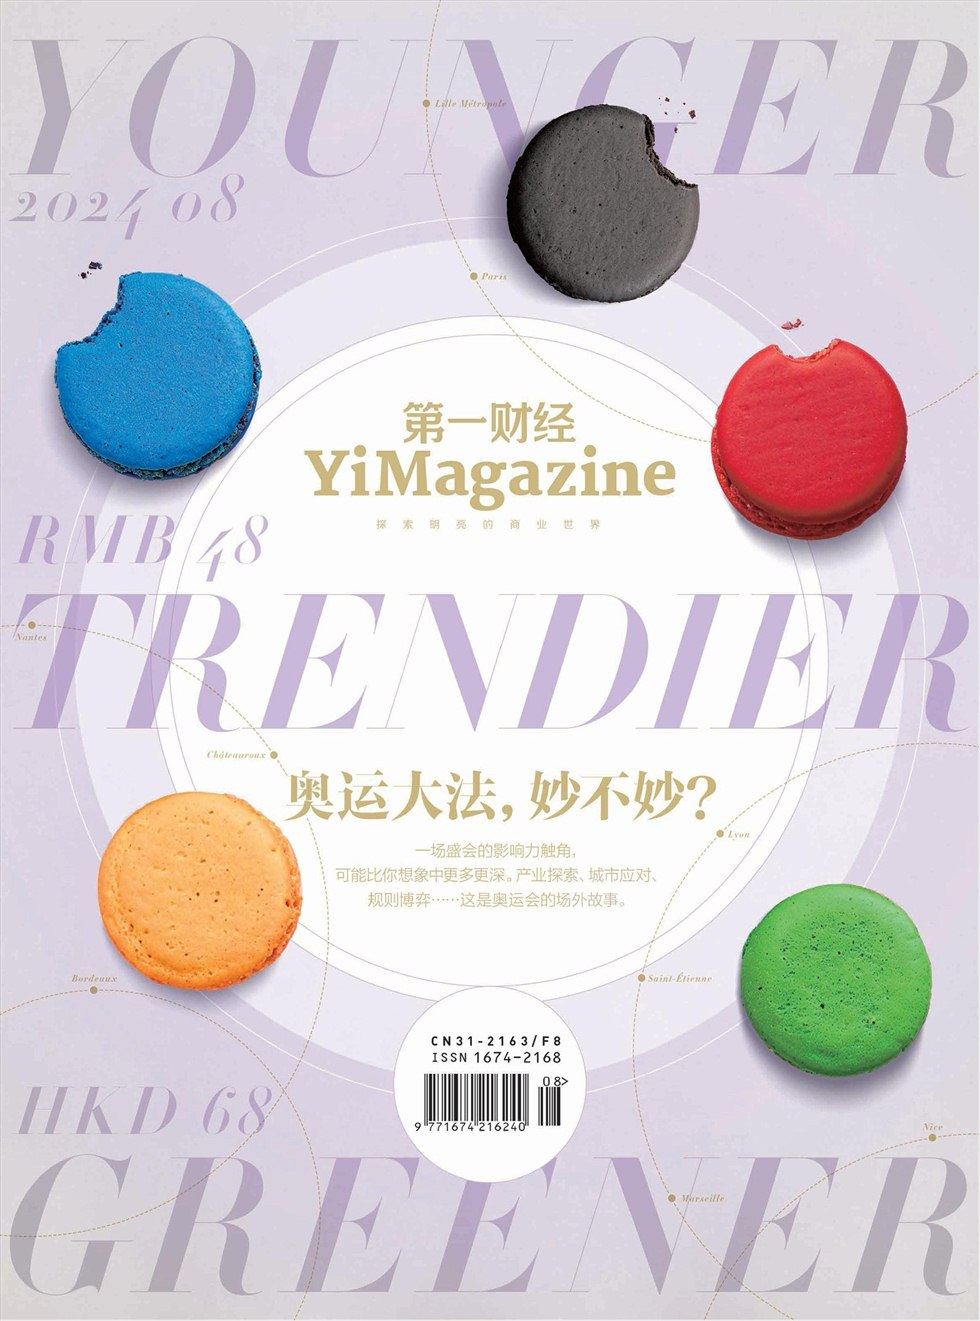 YOUNGER
Lille Métropole
2024 08
Paris
第一财经
YiMagazine
探索明亮的商业世界
RMB 48
TRENDIER
Nantes
Châteauroux
奥运大法，妙不妙？
Lyon
一场盛会的影响力触角，
可能比你想象中更多更深。产业探索、城市应对、
规则博弈……这是奥运会的场外故事。
Bordeaux
Saint-Étienne
CN31-2163/F8
ISSN 1674-2168
08>
9 771674 216240
HKD 68
Nice
GREENER
Marseille